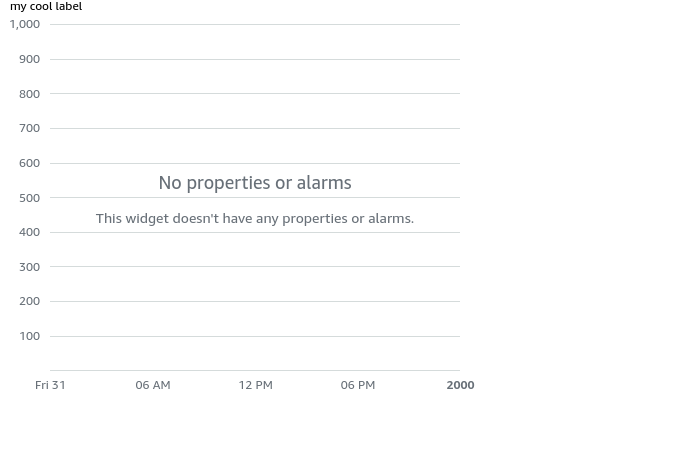 my cool label
1,000
900
800
700
600
No properties or alarms
500
This widget doesn't have any properties or alarms.
400
300
200
100
Fri 31 06 AM 12 PM 06 PM 2000